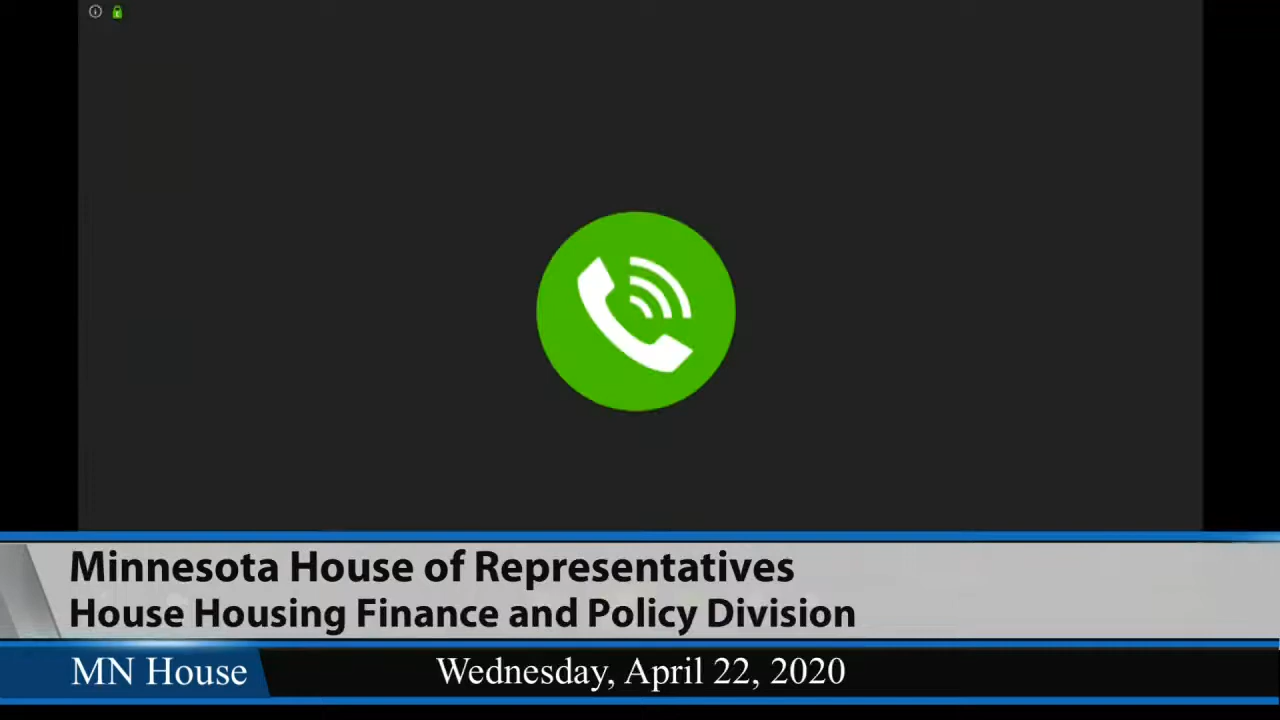 Minnesota House of Representatives
House Housing Finance and Policy Division
MN House
Wednesday, April 22, 2020